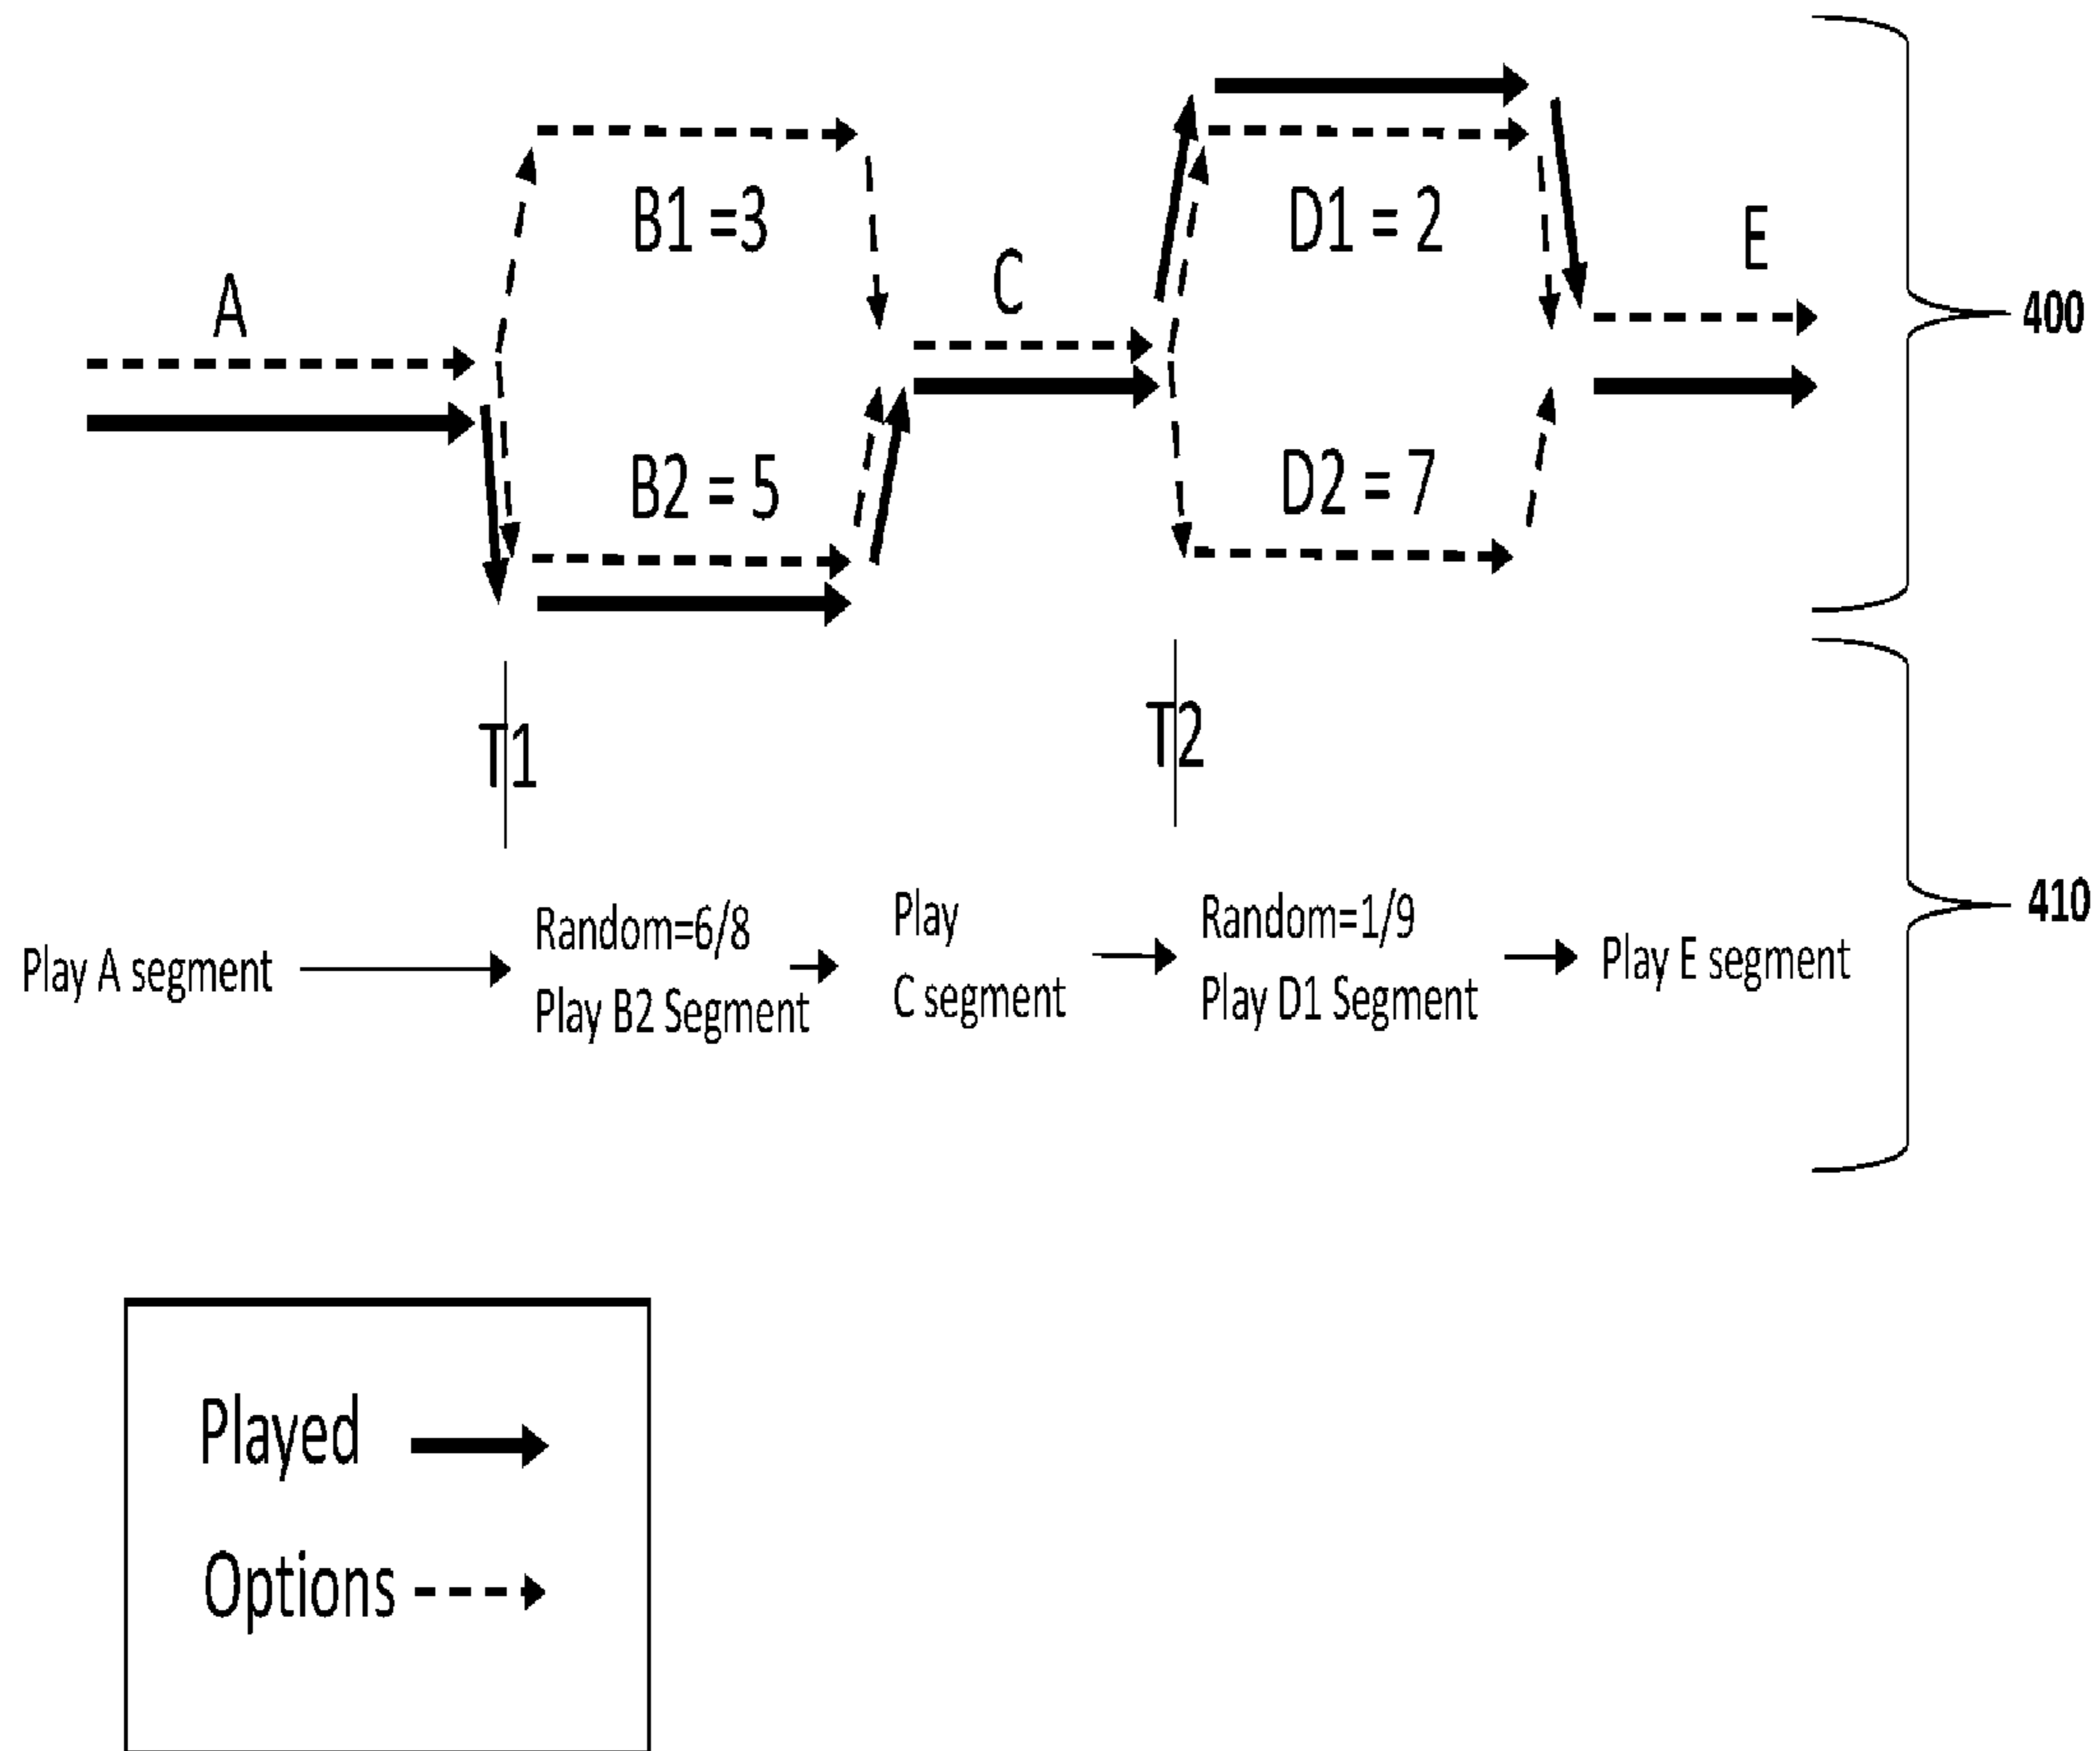 A
B1 =3
B2 = 5
C
D1 = 2
D2 = 7
E
400
T1
T2
Play A segment
Random=6/8
Play B2 Segment
Play
C segment
Random=1/9
Play D1 Segment
Play E segment
410
Played
Options